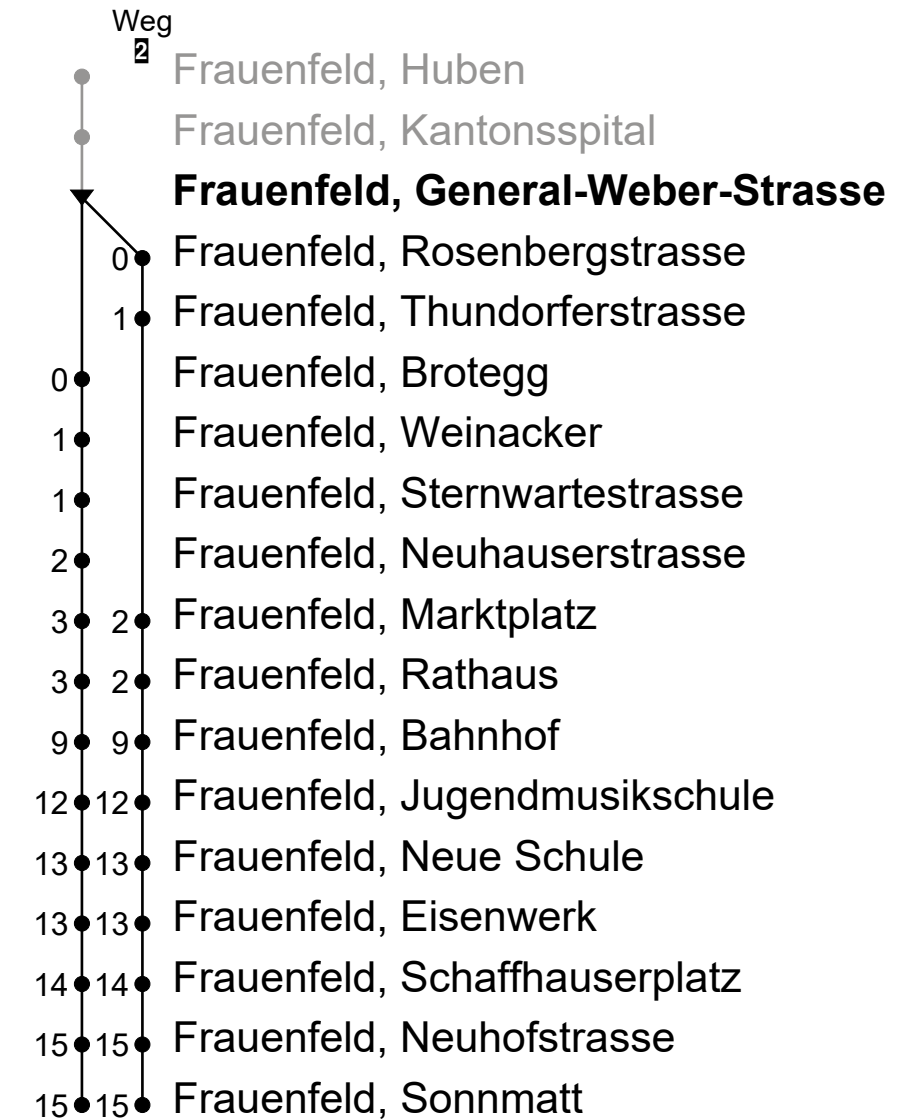 Weg
2
Frauenfeld, Huben
Frauenfeld, Kantonsspital
Frauenfeld, General-Weber-Strasse
0 Frauenfeld, Rosenbergstrasse
1 Frauenfeld, Thundorferstrasse
0 Frauenfeld, Brotegg
1 Frauenfeld, Weinacker
1 Frauenfeld, Sternwartestrasse
2 Frauenfeld, Neuhauserstrasse
3 2 Frauenfeld, Marktplatz
3 2 Frauenfeld, Rathaus
9 9 Frauenfeld, Bahnhof
12 12 Frauenfeld, Jugendmusikschule
13 13 Frauenfeld, Neue Schule
13 13 Frauenfeld, Eisenwerk
14 14 Frauenfeld, Schaffhauserplatz
15 15 Frauenfeld, Neuhofstrasse
15 15 Frauenfeld, Sonnmatt